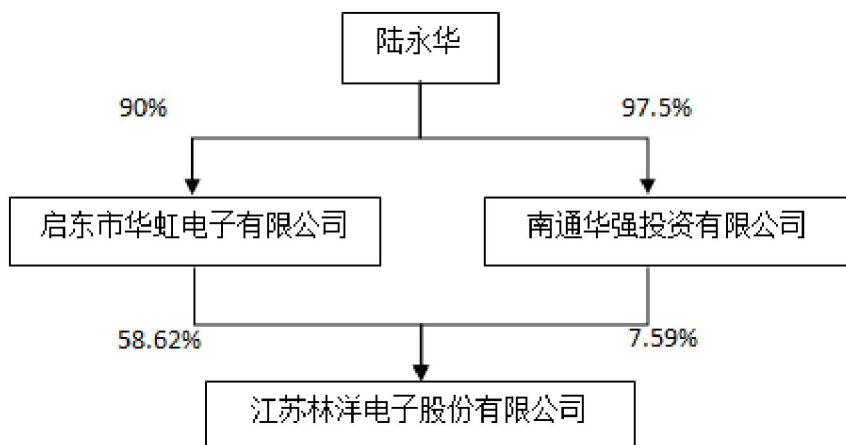 陆永华
90%
97.5%
启东市华虹电子有限公司
南通华强投资有限公司
58.62%
7.59%
江苏林洋电子股份有限公司